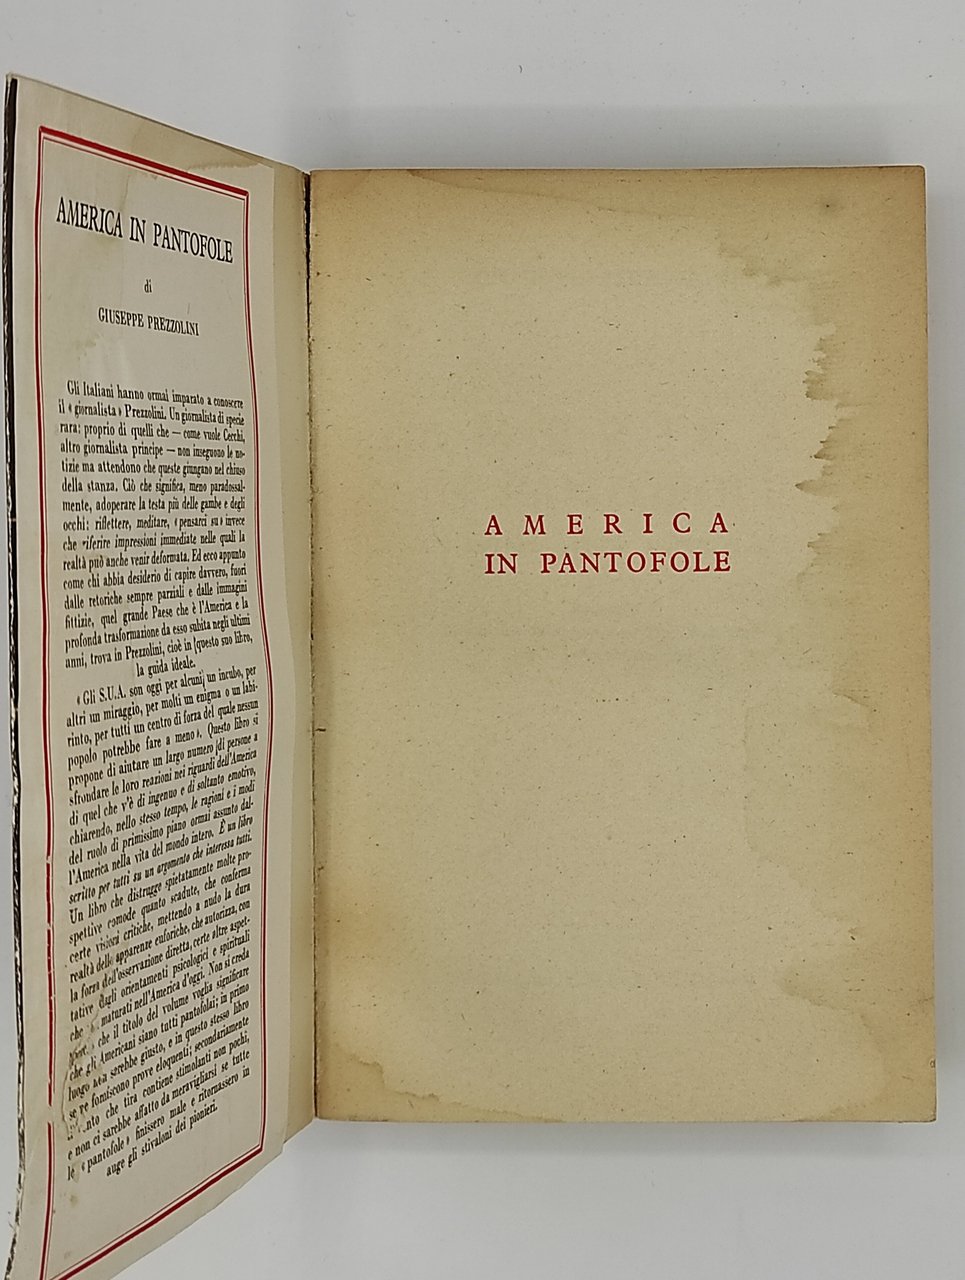 AMERICA IN PANTOFOLE
di
GIUSEPPE PREZZOLINI
Gli Italiani hanno ormai imparato a conoscere
il « giornalista » Prezzolini. Un giornalista di specie
rara: proprio di quelli che — come vuole Cecchi,
altro giornalista principe — non inseguono le no-
tizie ma attendono che queste giungano nel chiuso
della stanza. Ciò che significa, meno paradossal-
mente, adoperare la testa più delle gambe e degli
occhi: riflettere, meditare, « pensarci su » invece
che riferire impressioni immediate nelle quali la
realtà può anche venir deformata. Ed ecco appunto
come chi abbia desiderio di capire davvero, fuori
dalle retoriche sempre parziali e dalle immagini
fittizie, quel grande Paese che è l'America e la
profonda trasformazione da esso subita negli ultimi
anni, trova in Prezzolini, cioè in questo suo libro,
la guida ideale.
« Gli S.U.A. son oggi per alcuni un incubo, per
altri un miraggio, per molti un enigma o un labi-
rinto, per tutti un centro di forza del quale nessun
popolo potrebbe fare a meno ». Questo libro si
propone di aiutare un largo numero di persone a
sfrondare le loro reazioni nei riguardi dell'America
di quel che v'è di ingenuo e di soltanto emotivo,
chiarendo, nello stesso tempo, le ragioni e i modi
del ruolo di primissimo piano ormai assunto dal-
l'America nella vita del mondo intero. È un libro
scritto per tutti su un argomento che interessa tutti.
Un libro che distrugge spietatamente molte pro-
spettive comode quanto scadute, che conferma
certe visioni critiche, mettendo a nudo la dura
realtà delle apparenze euforiche, che autorizza, con
la forza dell'osservazione diretta, certe altre aspet-
tative dagli orientamenti psicologici e spirituali
che maturati nell'America d'oggi. Non si creda
che il titolo del volume voglia significare
che gli Americani siano tutti pantofolai; in primo
luogo non sarebbe giusto, e in questo stesso libro
se ne forniscono prove eloquenti; secondariamente
che tira contiene stimolanti non pochi,
e non ci sarebbe affatto da meravigliarsi se tutte
le « pantofole » finissero male e ritornassero in
auge gli stivaloni dei pionieri.
AMERICA
IN PANTOFOLE